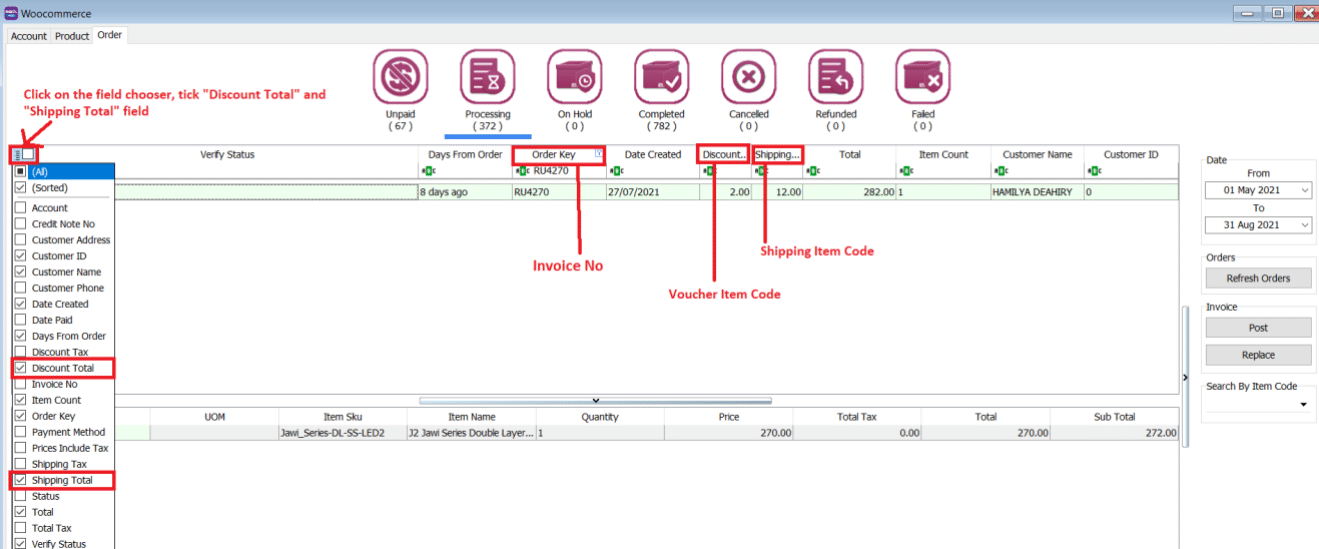 Woocommerce
Account Product Order
Click on the field chooser, tick "Discount Total" and
"Shipping Total" field
Unpaid
( 67 )
Processing
( 372 )
On Hold
( 0 )
Completed
( 782 )
Cancelled
( 0 )
Refunded
( 0 )
Failed
( 0 )
Verify Status Days From Order Order Key Date Created Discount... Shipping... Total Item Count Customer Name Customer ID
RU4270
8 days ago RU4270 27/07/2021 2.00 12.00 282.00 1 HAMILYA DEAHIRY 0
(All)
(Sorted)
Account
Credit Note No
Customer Address
Customer ID
Customer Name
Customer Phone
Date Created
Date Paid
Days From Order
Discount Tax
Discount Total
Invoice No
Item Count
Order Key
Payment Method
Prices Include Tax
Shipping Tax
Shipping Total
Status
Total
Total Tax
Verify Status
Invoice No
Voucher Item Code
Shipping Item Code
UOM Item Sku Item Name Quantity Price Total Tax Total Sub Total
Jawi_Series-DL-SS-LED2 J2 Jawi Series Double Layer... 1 270.00 0.00 270.00 272.00
Date
From
01 May 2021
To
31 Aug 2021
Orders
Refresh Orders
Invoice
Post
Replace
Search By Item Code